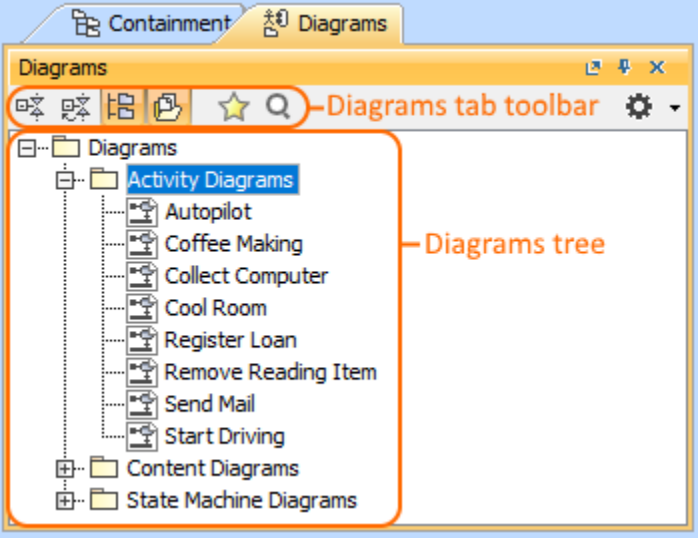 Containment Diagrams
Diagrams
Diagrams tab toolbar
Diagrams
Activity Diagrams
Autopilot
Coffee Making
Diagrams tree
Collect Computer
Cool Room
Register Loan
Remove Reading Item
Send Mail
Start Driving
Content Diagrams
State Machine Diagrams